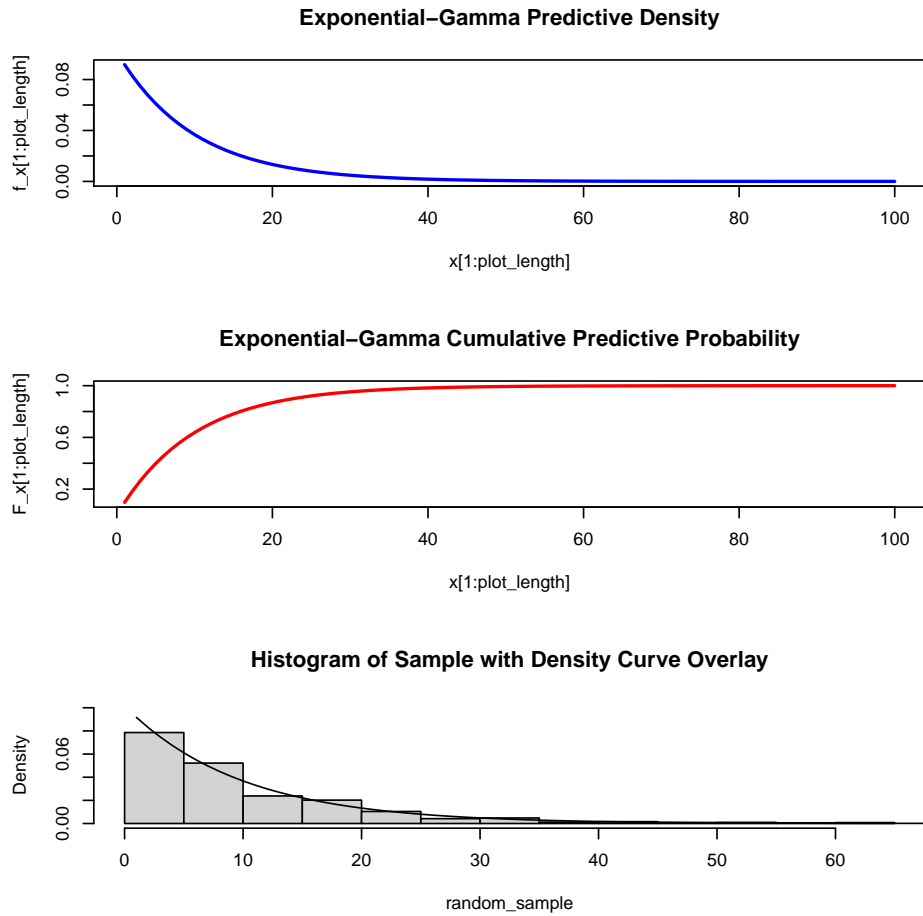 Exponential−Gamma Predictive Density
f_x[1:plot_length]
0.00 0.04 0.08
0 20 40 60 80 100
x[1:plot_length]
Exponential−Gamma Cumulative Predictive Probability
F_x[1:plot_length]
0.2 0.6 1.0
0 20 40 60 80 100
x[1:plot_length]
Histogram of Sample with Density Curve Overlay
Density
0.00 0.06
0 10 20 30 40 50 60
random_sample